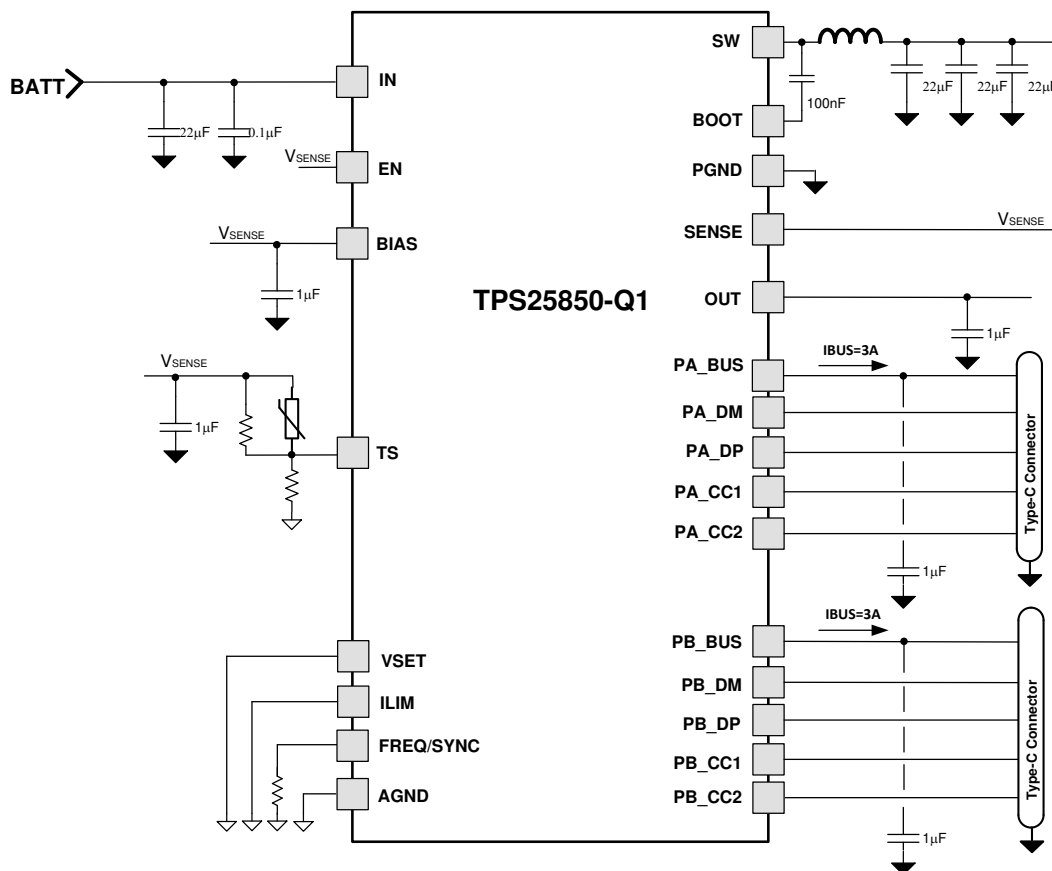 BATT
22µF
0.1µF
IN
VSENSE
EN
VSENSE
BIAS
1µF
VSENSE
1µF
TS
VSET
ILIM
FREQ/SYNC
AGND
TPS25850-Q1
SW
100nF
22µF
22µF
22µF
BOOT
PGND
SENSE
VSENSE
OUT
1µF
PA_BUS
IBUS=3A
PA_DM
PA_DP
PA_CC1
PA_CC2
Type-C Connector
1µF
PB_BUS
IBUS=3A
PB_DM
PB_DP
PB_CC1
PB_CC2
Type-C Connector
1µF